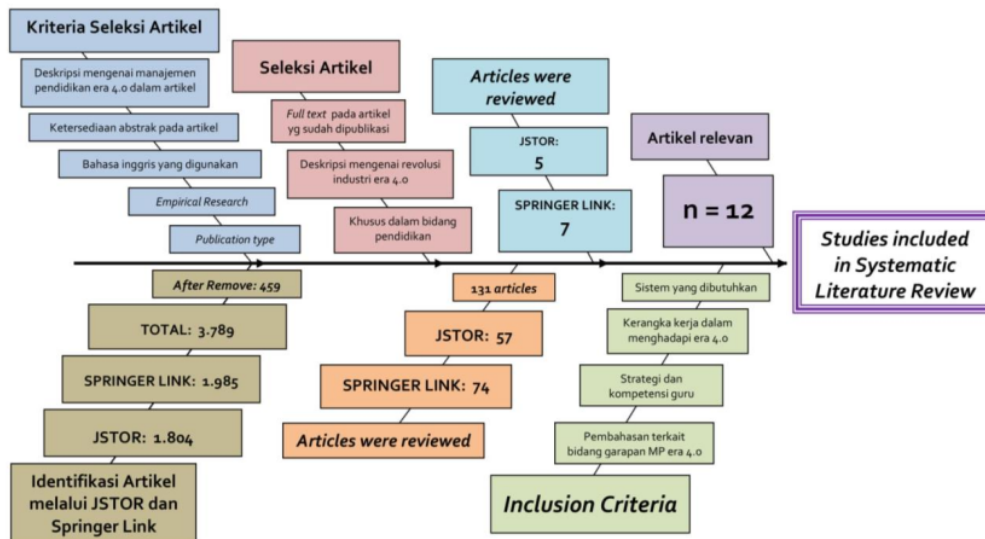 Kriteria Seleksi Artikel
Deskripsi mengenai manajemen
pendidikan era 4.0 dalam artikel
Ketersediaan abstrak pada artikel
Bahasa inggris yang digunakan
Empirical Research
Publication type
Seleksi Artikel
Full text pada artikel
yg sudah dipublikasi
Deskripsi mengenai revolusi
industri era 4.0
Khusus dalam bidang
pendidikan
Articles were
reviewed
JSTOR:
5
SPRINGER LINK:
7
Artikel relevan
n = 12
Studies included
in Systematic
Literature Review
After Remove: 459
TOTAL: 3.789
SPRINGER LINK: 1.985
JSTOR: 1.804
Identifikasi Artikel
melalui JSTOR dan
Springer Link
131 articles
JSTOR: 57
SPRINGER LINK: 74
Articles were reviewed
Sistem yang dibutuhkan
Kerangka kerja dalam
menghadapi era 4.0
Strategi dan
kompetensi guru
Pembahasan terkait
bidang garapan MP era 4.0
Inclusion Criteria